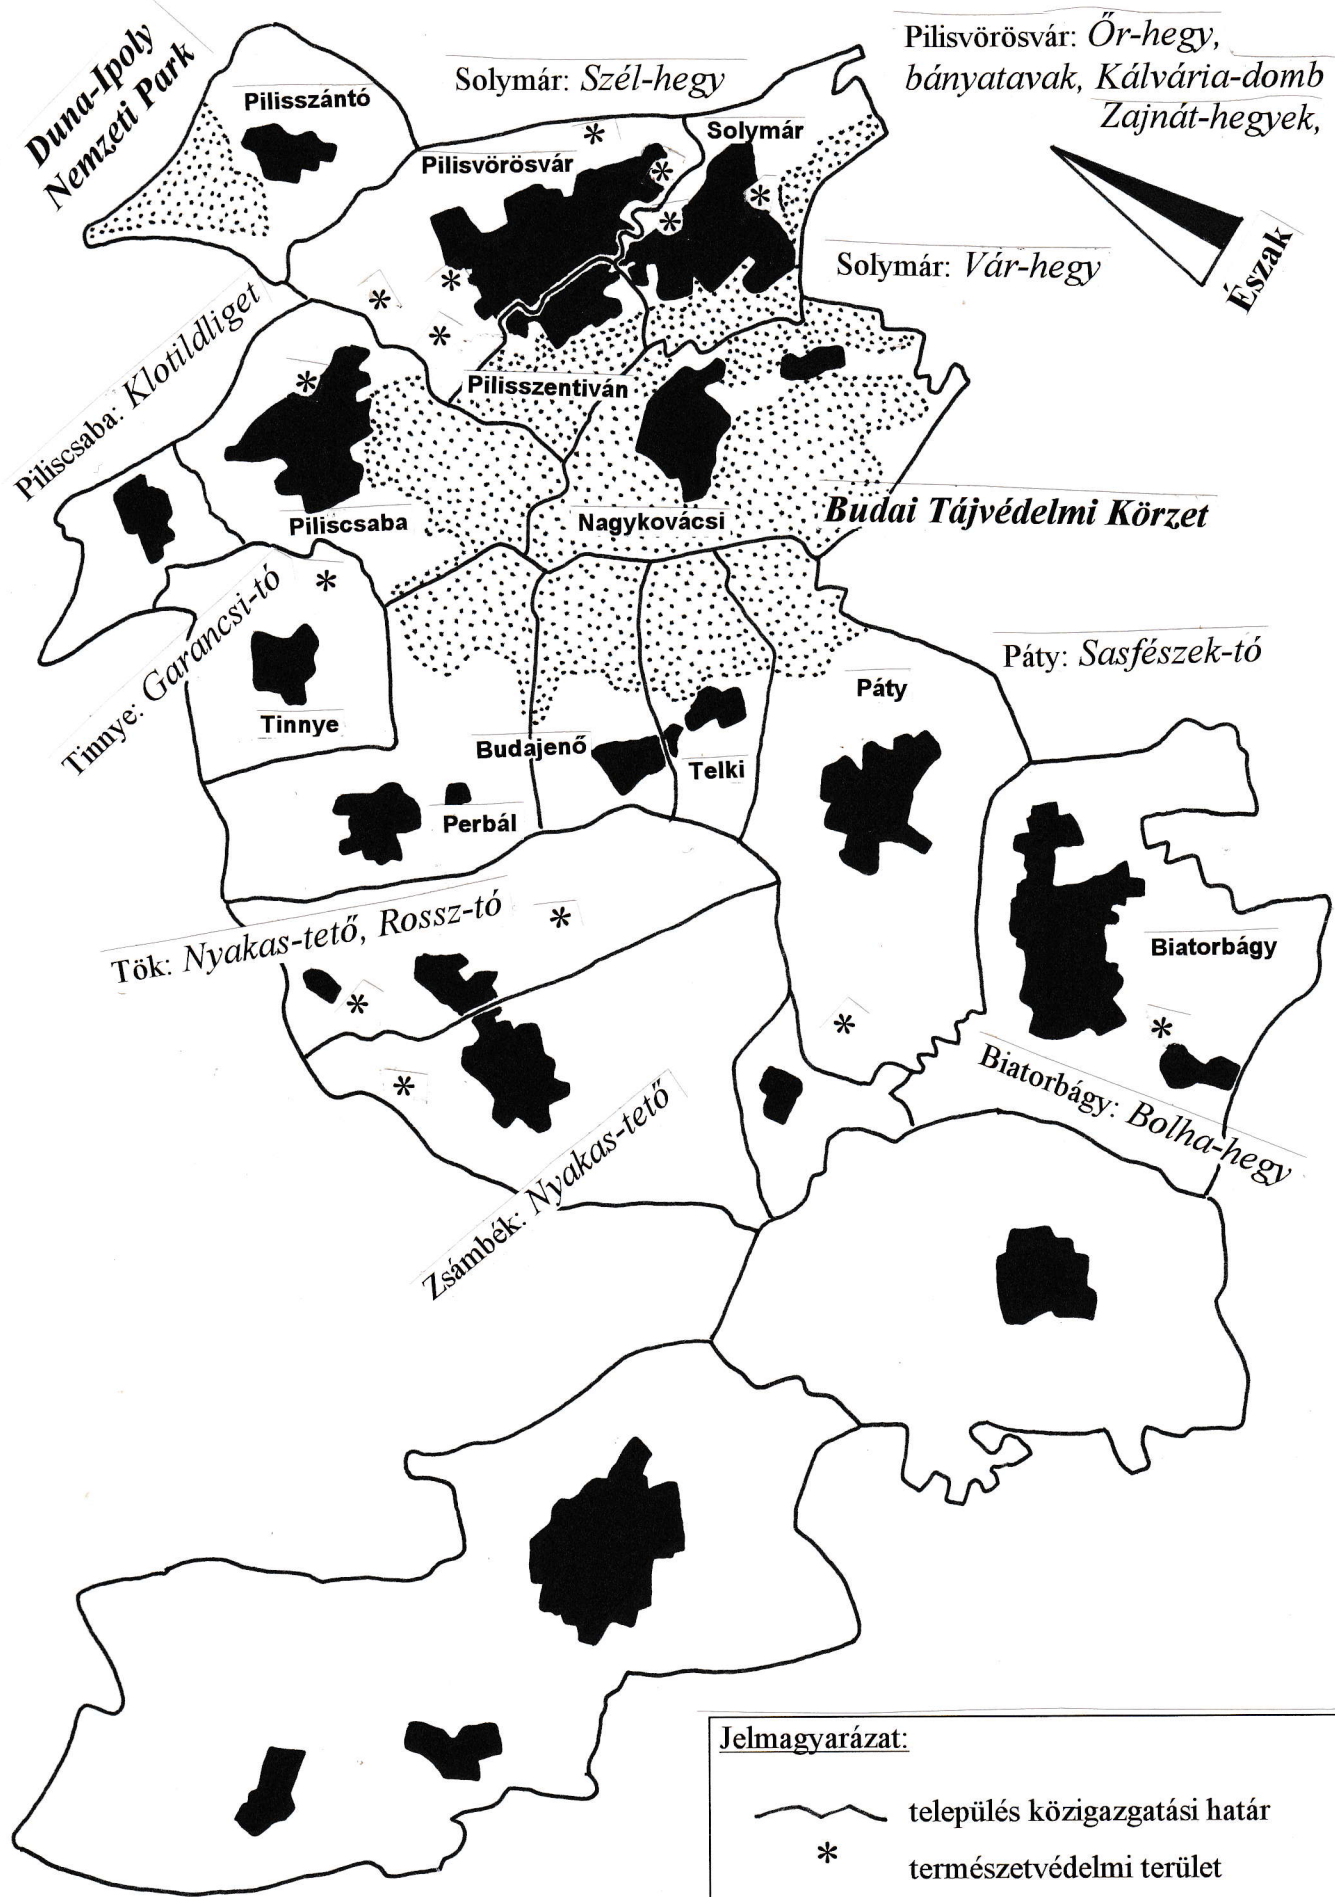 Duna-Ipoly
Nemzeti Park
Pilisszántó
Solymár: Szél-hegy
Pilisvörösvár: Őr-hegy,
bányatavak, Kálvária-domb
Zajnát-hegyek,
Solymár
Pilisvörösvár
*
*
*
*
Észak
Solymár: Vár-hegy
*
*
*
Piliscsaba: Klotildliget
*
Pilisszentiván
Piliscsaba
Nagykovácsi
Budai Tájvédelmi Körzet
Tinnye: Garancsi-tó
*
Páty: Sasfészek-tó
Páty
Tinnye
Budajenő
Telki
Perbál
Tök: Nyakas-tető, Rossz-tó
*
Biatorbágy
*
*
*
*
Biatorbágy: Bolha-hegy
Zsámbék: Nyakas-tető
Jelmagyarázat:
település közigazgatási határ
* természetvédelmi terület